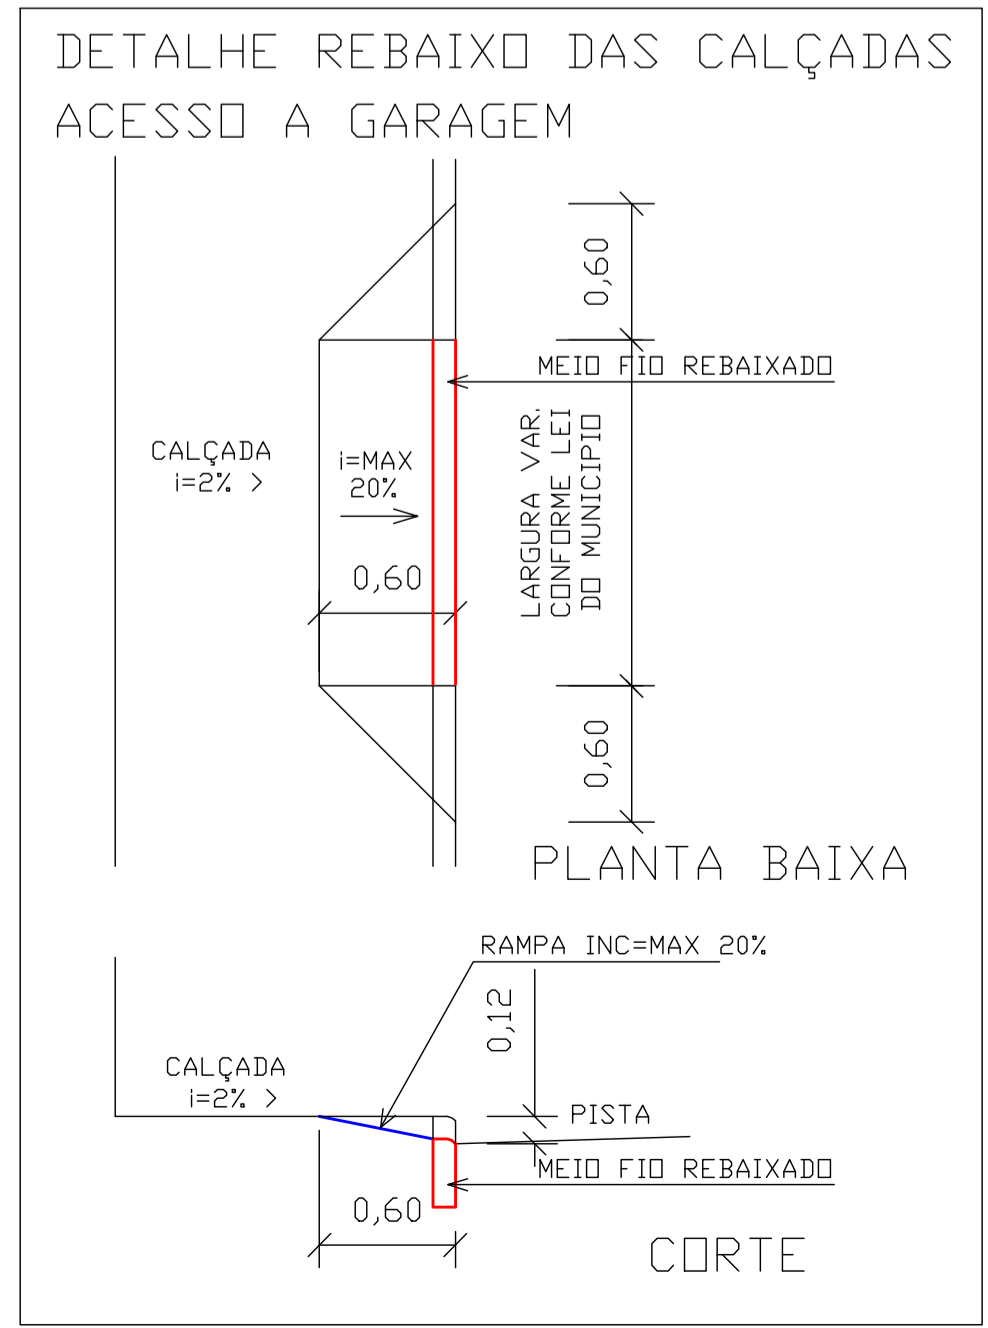 DETALHE REBAIXO DAS CALÇADAS
ACESSO A GARAGEM
0,60
MEIO FIO REBAIXADO
CALÇADA
i=2% >
i=MAX
20%
LARGURA VAR.
CONFORME LEI
DO MUNICIPIO
0,60
0,60
PLANTA BAIXA
RAMPA INC=MAX 20%
0,12
CALÇADA
i=2% >
PISTA
MEIO FIO REBAIXADO
0,60
CORTE